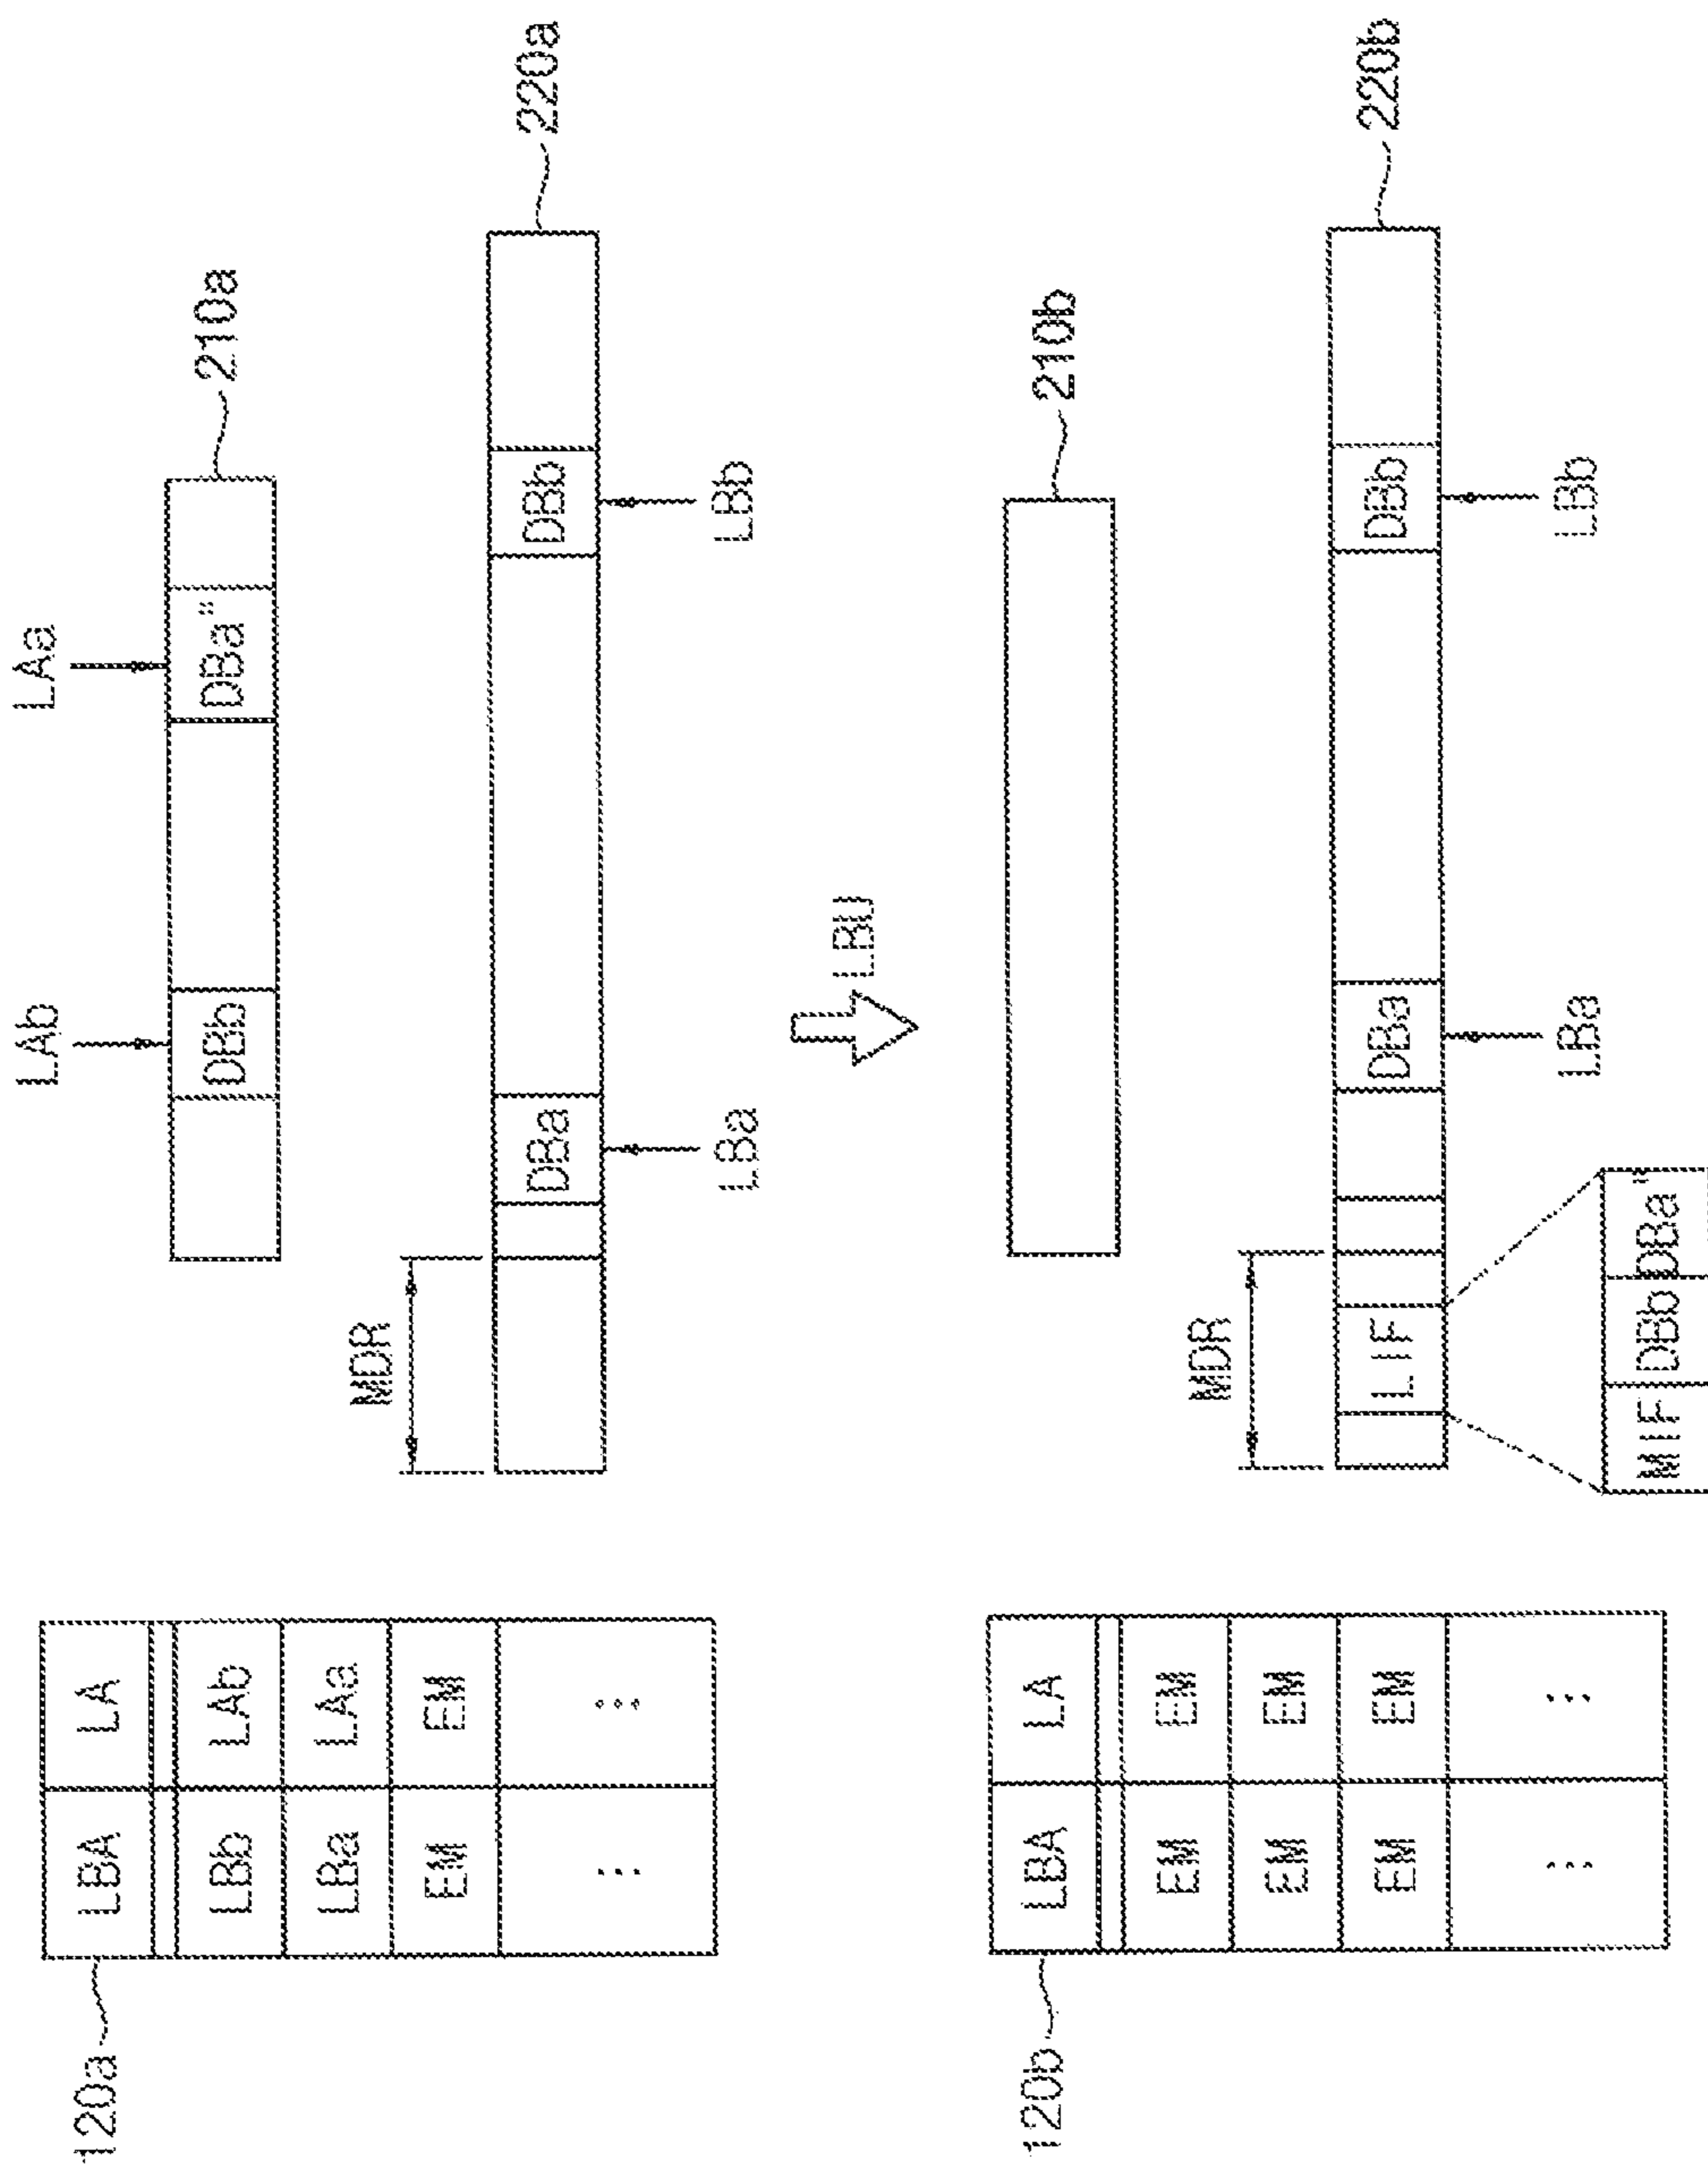 120a
LBA LA
LBb LAb
LBa LAa
EM EM
... ...
LAb LAa
DBb DBa"
210a
MDR
DBa DBb
220a
LBa LBb
LBU
120b
LBA LA
EM EM
EM EM
EM EM
... ...
210b
MDR
LIF DBa DBb
220b
LBa LBb
MIF DBb DBa"